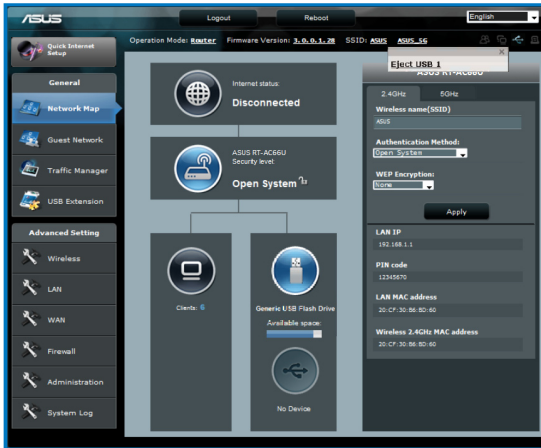 ASUS
Logout
Reboot
English
Quick Internet
Setup
Operation Mode: Router Firmware Version: 3.0.0.1.28 SSID: ASUS ASUS_5G
Eject USB 1
X
General
Network Map
Guest Network
Traffic Manager
USB Extension
Advanced Setting
Wireless
LAN
WAN
Firewall
Administration
System Log
Internet status:
Disconnected
ASUS RT-AC66U
Security level:
Open System
Clients: 6
Generic USB Flash Drive
Available space:
No Device
ASUS RT-AC66U
2.4GHz
5GHz
Wireless name(SSID)
ASUS
Authentication Method:
Open System
WEP Encryption:
None
Apply
LAN IP
192.168.1.1
PIN code
12345670
LAN MAC address
20:CF:30:B6:BD:60
Wireless 2.4GHz MAC address
20:CF:30:B6:BD:60